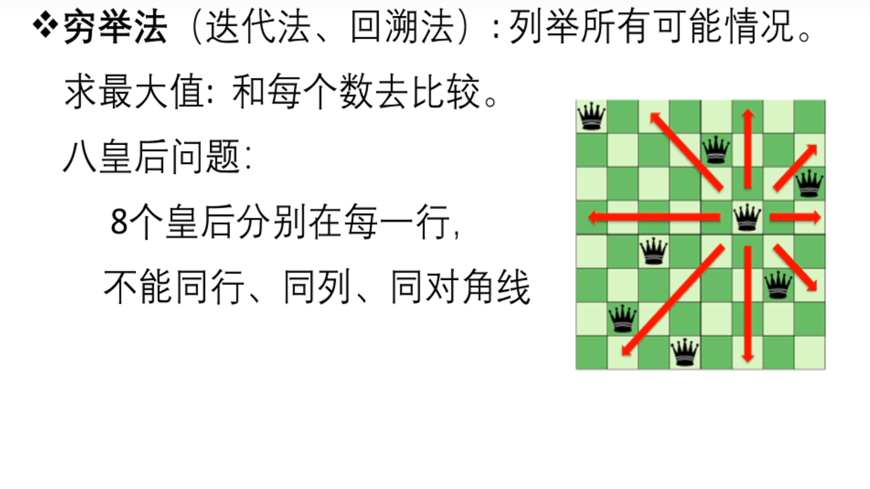 ❖穷举法（迭代法、回溯法）: 列举所有可能情况。
求最大值: 和每个数去比较。
八皇后问题:
8个皇后分别在每一行,
不能同行、同列、同对角线